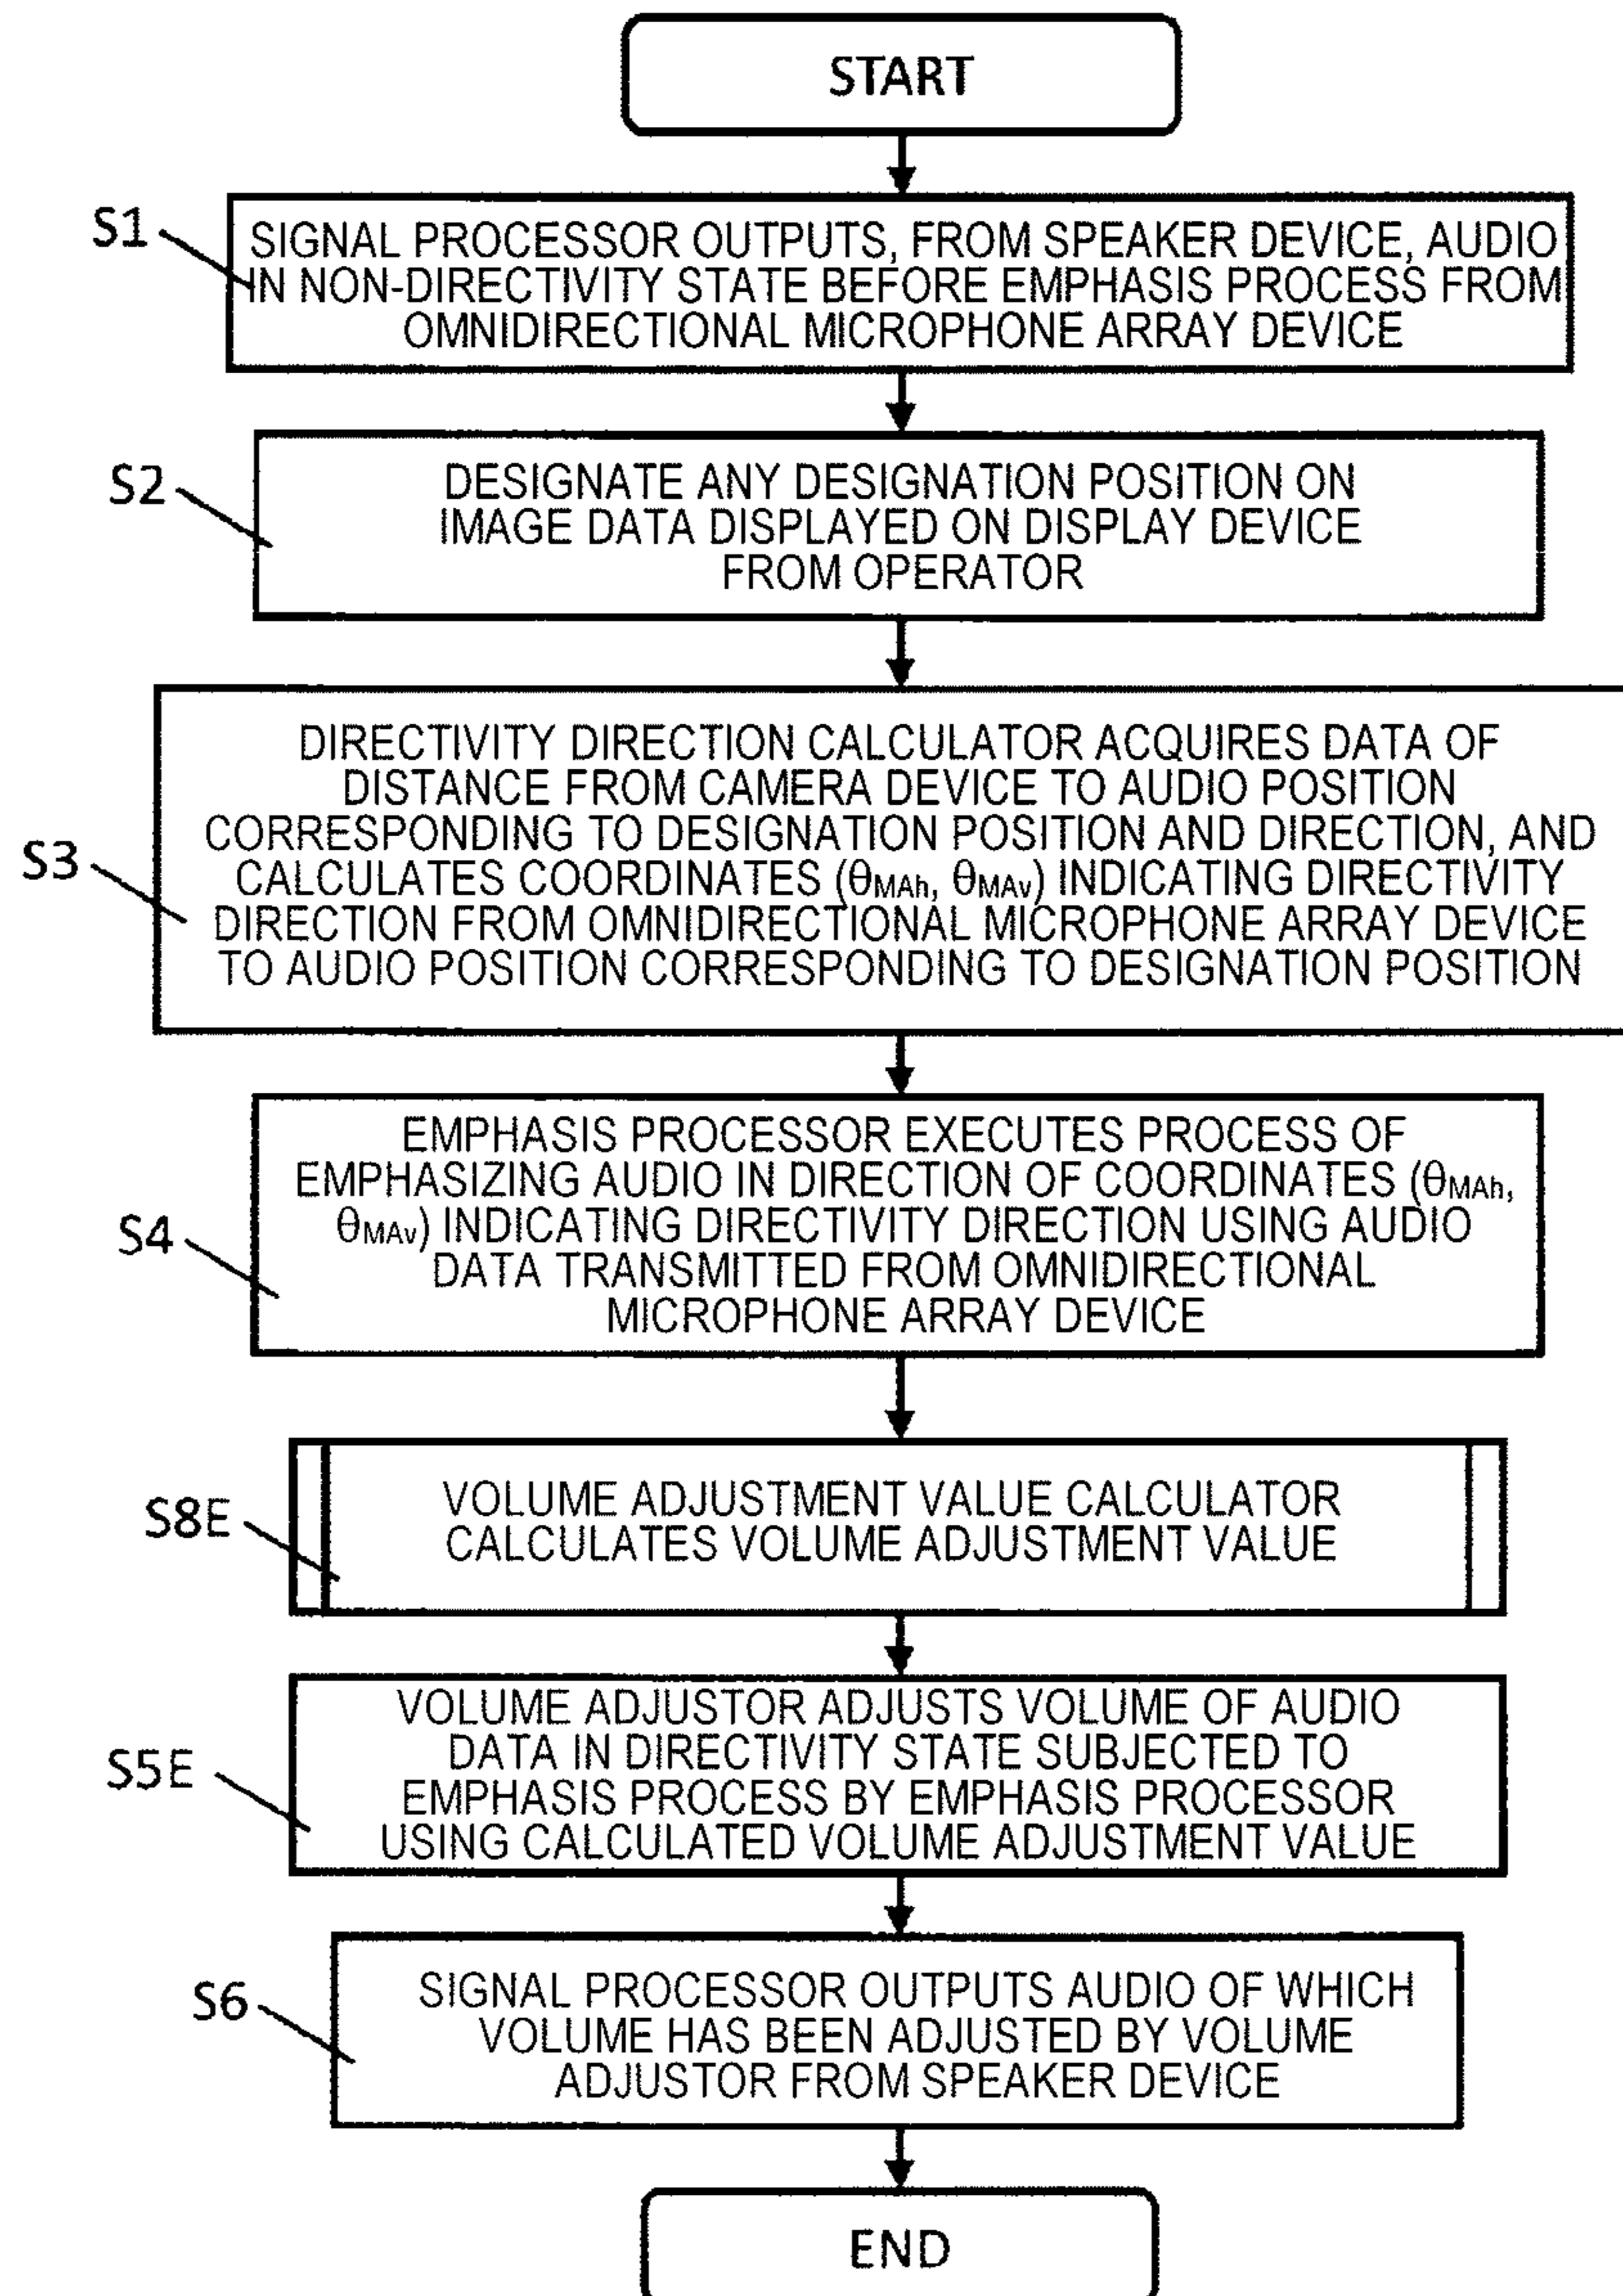 START
S1
SIGNAL PROCESSOR OUTPUTS, FROM SPEAKER DEVICE, AUDIO
IN NON-DIRECTIVITY STATE BEFORE EMPHASIS PROCESS FROM
OMNIDIRECTIONAL MICROPHONE ARRAY DEVICE
S2
DESIGNATE ANY DESIGNATION POSITION ON
IMAGE DATA DISPLAYED ON DISPLAY DEVICE
FROM OPERATOR
S3
DIRECTIVITY DIRECTION CALCULATOR ACQUIRES DATA OF
DISTANCE FROM CAMERA DEVICE TO AUDIO POSITION
CORRESPONDING TO DESIGNATION POSITION AND DIRECTION, AND
CALCULATES COORDINATES (θMAh, θMAv) INDICATING DIRECTIVITY
DIRECTION FROM OMNIDIRECTIONAL MICROPHONE ARRAY DEVICE
TO AUDIO POSITION CORRESPONDING TO DESIGNATION POSITION
S4
EMPHASIS PROCESSOR EXECUTES PROCESS OF
EMPHASIZING AUDIO IN DIRECTION OF COORDINATES (θMAh,
θMAv) INDICATING DIRECTIVITY DIRECTION USING AUDIO
DATA TRANSMITTED FROM OMNIDIRECTIONAL
MICROPHONE ARRAY DEVICE
S8E
VOLUME ADJUSTMENT VALUE CALCULATOR
CALCULATES VOLUME ADJUSTMENT VALUE
S5E
VOLUME ADJUSTOR ADJUSTS VOLUME OF AUDIO
DATA IN DIRECTIVITY STATE SUBJECTED TO
EMPHASIS PROCESS BY EMPHASIS PROCESSOR
USING CALCULATED VOLUME ADJUSTMENT VALUE
S6
SIGNAL PROCESSOR OUTPUTS AUDIO OF WHICH
VOLUME HAS BEEN ADJUSTED BY VOLUME
ADJUSTOR FROM SPEAKER DEVICE
END